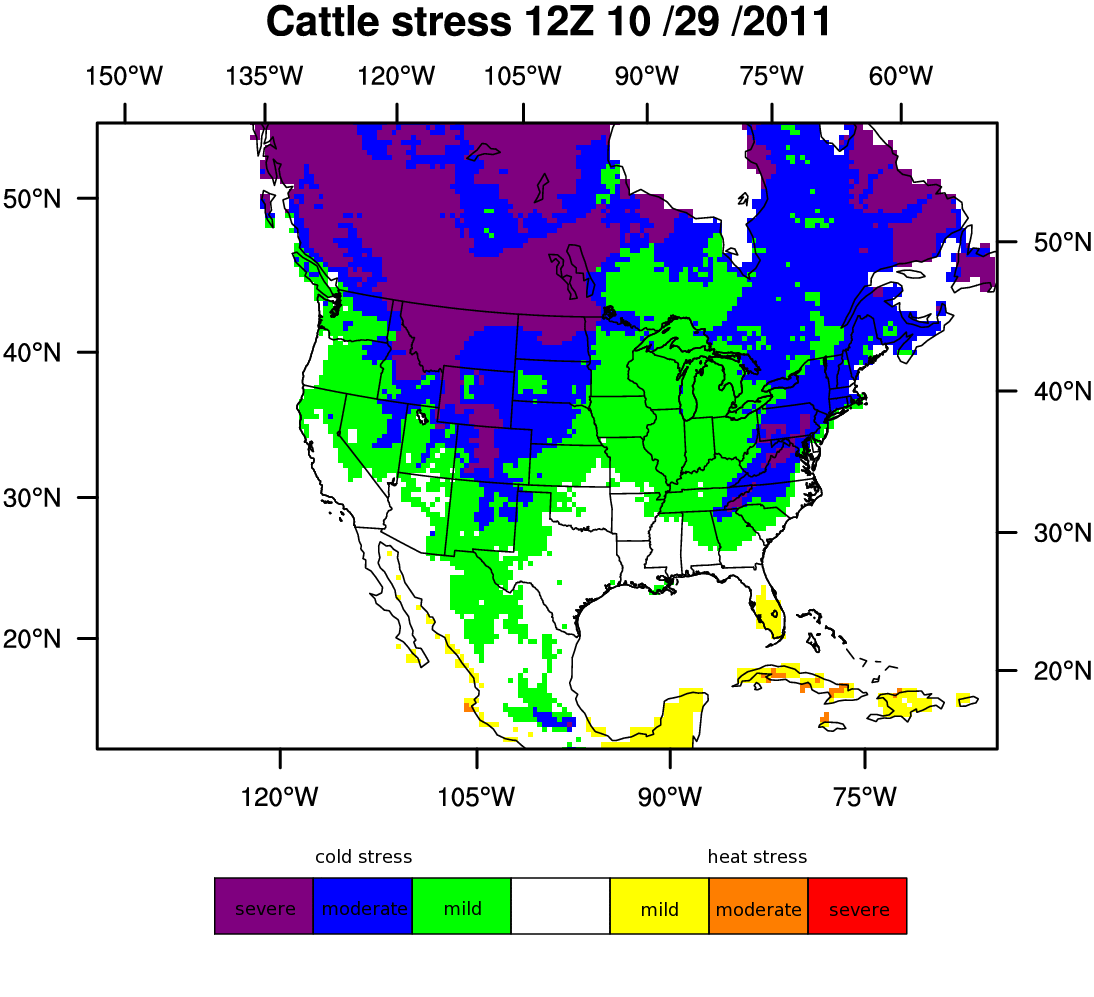 Cattle stress 12Z 10 /29 /2011
150°W 135°W 120°W 105°W 90°W 75°W 60°W
50°N
50°N
40°N
40°N
30°N
30°N
20°N
20°N
120°W 105°W 90°W 75°W
cold stress heat stress
severe moderate mild mild moderate severe